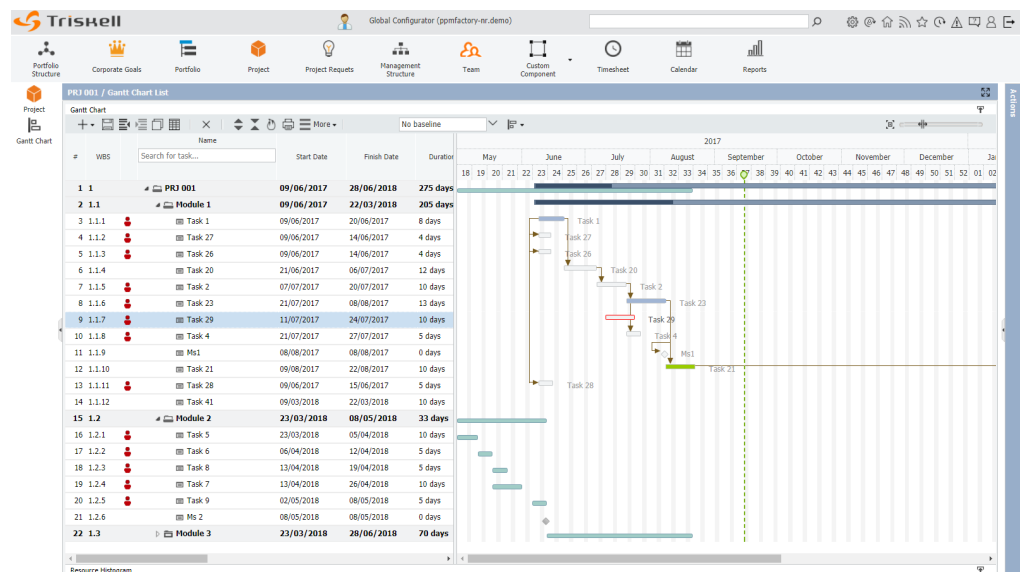 Triskell
Global Configurator (ppmfactory-nr.demo)
Portfolio Structure
Corporate Goals
Portfolio
Project
Project Requets
Management Structure
Team
Custom Component
Timesheet
Calendar
Reports
Project
Gantt Chart
Actions
PRJ 001 / Gantt Chart List
Gantt Chart
More
No baseline
# WBS Name Start Date Finish Date Duration
Search for task...
2017
May June July August September October November December Ja
18 19 20 21 22 23 24 25 26 27 28 29 30 31 32 33 34 35 36 37 38 39 40 41 42 43 44 45 46 47 48 49 50 51 52 01 02
1 1 PRJ 001 09/06/2017 28/06/2018 275 days
2 1.1 Module 1 09/06/2017 22/03/2018 205 days
3 1.1.1 Task 1 09/06/2017 20/06/2017 8 days Task 1
4 1.1.2 Task 27 09/06/2017 14/06/2017 4 days Task 27
5 1.1.3 Task 26 09/06/2017 14/06/2017 4 days Task 26
6 1.1.4 Task 20 21/06/2017 06/07/2017 12 days Task 20
7 1.1.5 Task 2 07/07/2017 20/07/2017 10 days Task 2
8 1.1.6 Task 23 21/07/2017 08/08/2017 13 days Task 23
9 1.1.7 Task 29 11/07/2017 24/07/2017 10 days Task 29
10 1.1.8 Task 4 21/07/2017 27/07/2017 5 days Task 4
11 1.1.9 Ms1 08/08/2017 08/08/2017 0 days Ms1
12 1.1.10 Task 21 09/08/2017 22/08/2017 10 days Task 21
13 1.1.11 Task 28 09/06/2017 15/06/2017 5 days Task 28
14 1.1.12 Task 41 09/03/2018 22/03/2018 10 days
15 1.2 Module 2 23/03/2018 08/05/2018 33 days
16 1.2.1 Task 5 23/03/2018 05/04/2018 10 days
17 1.2.2 Task 6 06/04/2018 12/04/2018 5 days
18 1.2.3 Task 8 13/04/2018 19/04/2018 5 days
19 1.2.4 Task 7 13/04/2018 26/04/2018 10 days
20 1.2.5 Task 9 02/05/2018 08/05/2018 5 days
21 1.2.6 Ms 2 08/05/2018 08/05/2018 0 days
22 1.3 Module 3 23/03/2018 28/06/2018 70 days
Resource Histogram